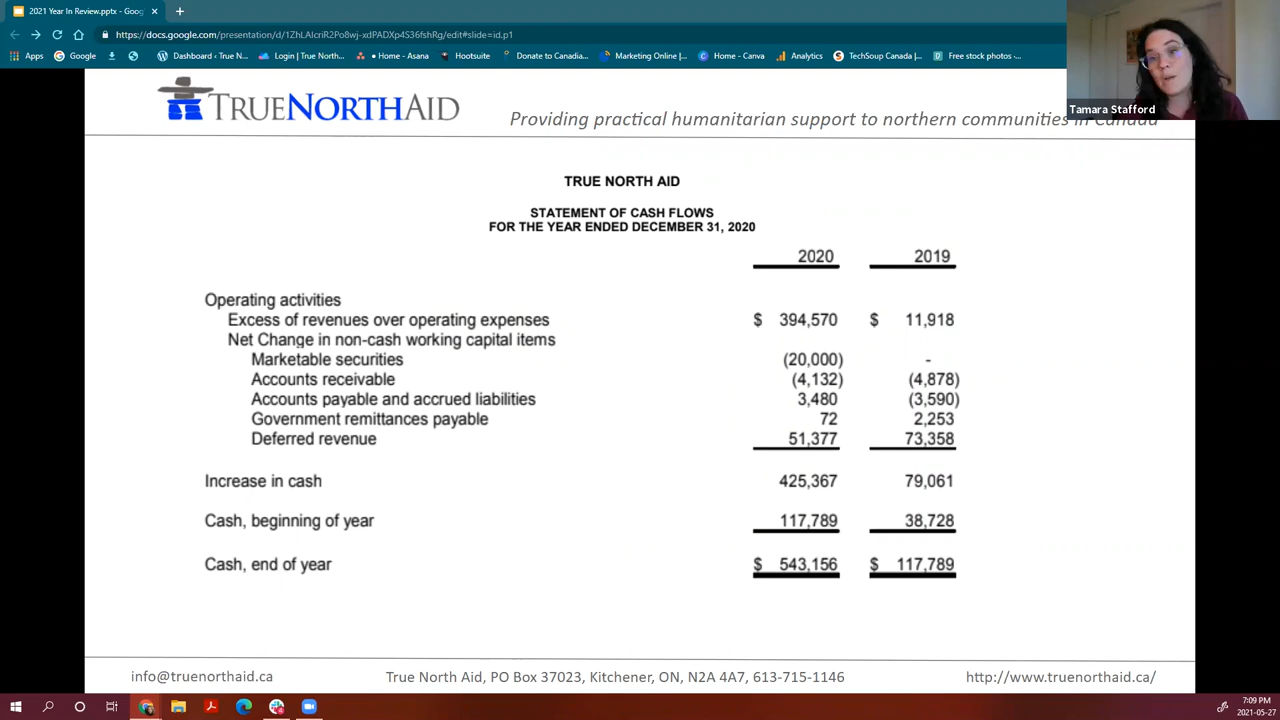 2021 Year In Review.pptx - Goog
https://docs.google.com/presentation/d/1ZhLAlcriR2Po8wj-xdPADXp4S36fshRg/edit#slide=id.p1
Apps Google Dashboard ‹ True N... Login | True North... • Home - Asana Hootsuite Donate to Canadia... Marketing Online |... Home - Canva Analytics TechSoup Canada |... Free stock photos -...
Tamara Stafford
TRUENORTHAID
Providing practical humanitarian support to northern communities in Canada
TRUE NORTH AID
STATEMENT OF CASH FLOWS
FOR THE YEAR ENDED DECEMBER 31, 2020
2020 2019
Operating activities
Excess of revenues over operating expenses $ 394,570 $ 11,918
Net Change in non-cash working capital items
Marketable securities (20,000) -
Accounts receivable (4,132) (4,878)
Accounts payable and accrued liabilities 3,480 (3,590)
Government remittances payable 72 2,253
Deferred revenue 51,377 73,358
Increase in cash 425,367 79,061
Cash, beginning of year 117,789 38,728
Cash, end of year $ 543,156 $ 117,789
info@truenorthaid.ca True North Aid, PO Box 37023, Kitchener, ON, N2A 4A7, 613-715-1146 http://www.truenorthaid.ca/
7:09 PM
2021-05-27